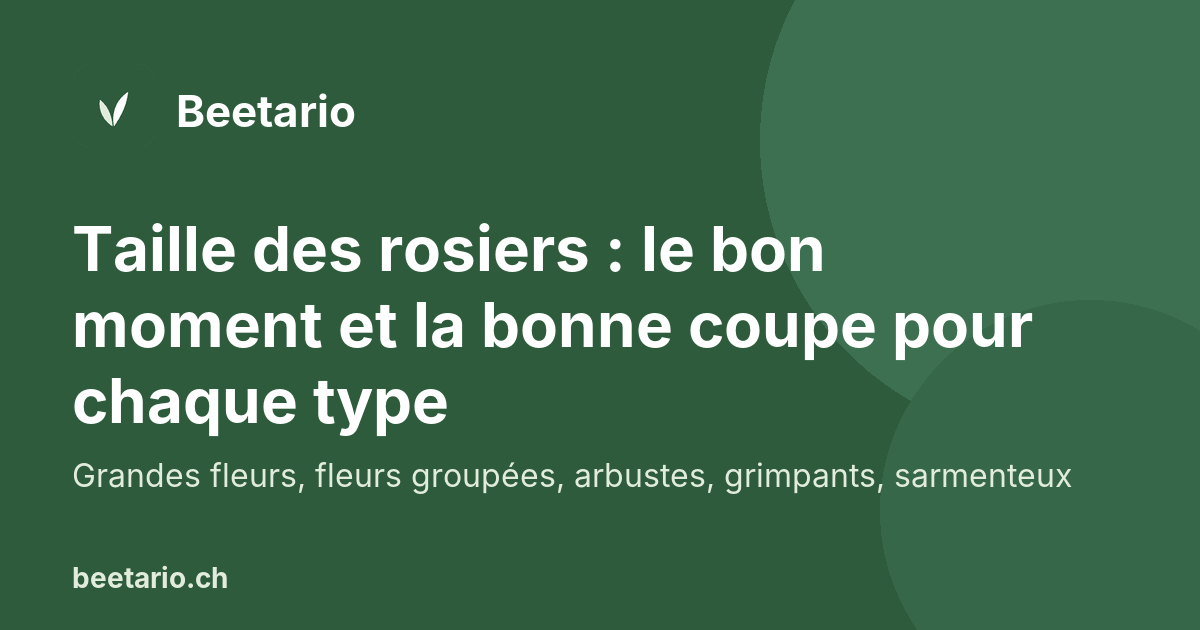 Beetario
Taille des rosiers : le bon
moment et la bonne coupe pour
chaque type
Grandes fleurs, fleurs groupées, arbustes, grimpants, sarmenteux
beetario.ch